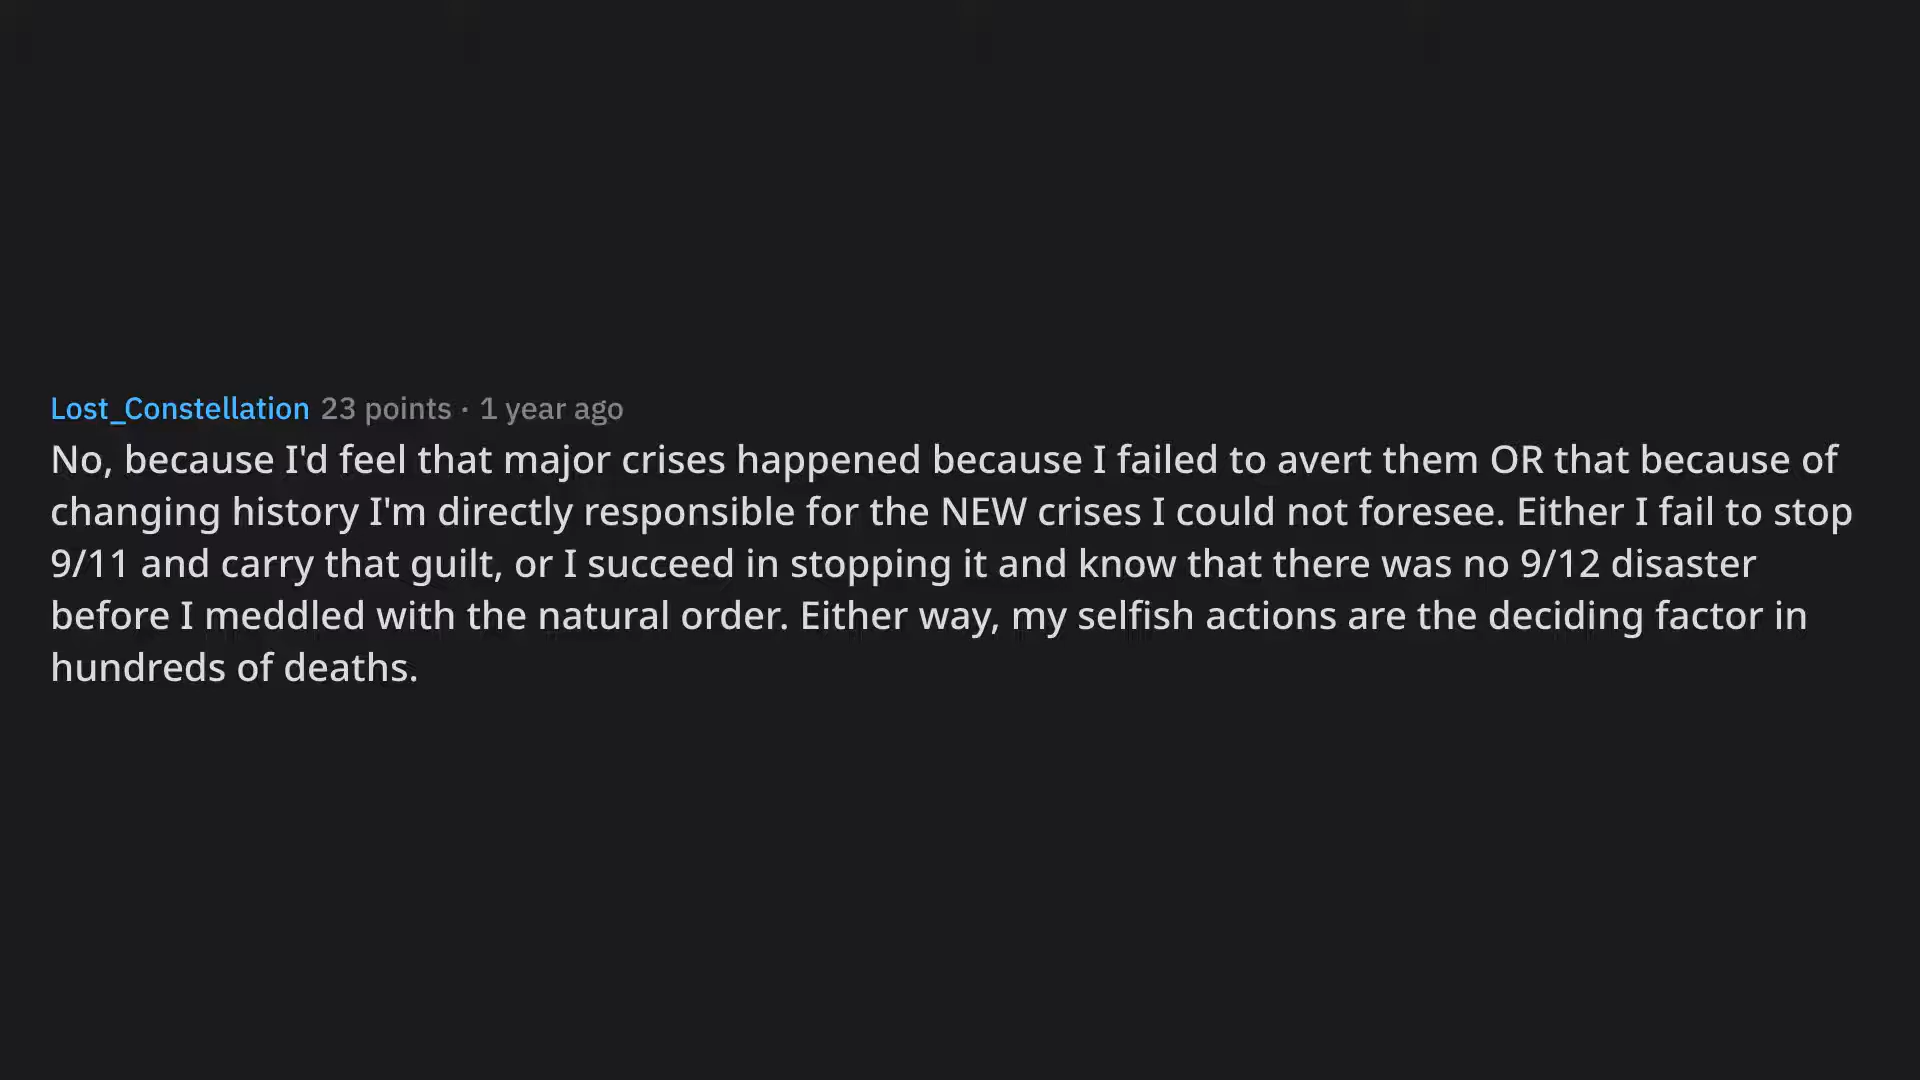 Lost_Constellation 23 points · 1 year ago
No, because I'd feel that major crises happened because I failed to avert them OR that because of
changing history I'm directly responsible for the NEW crises I could not foresee. Either I fail to stop
9/11 and carry that guilt, or I succeed in stopping it and know that there was no 9/12 disaster
before I meddled with the natural order. Either way, my selfish actions are the deciding factor in
hundreds of deaths.